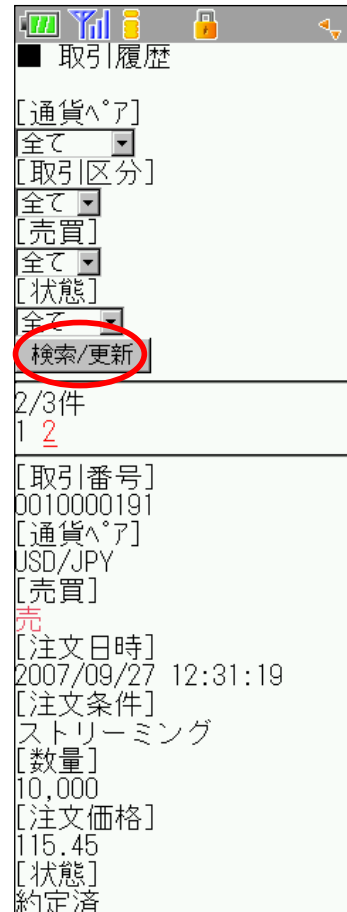 ■ 取引履歴
[通貨ﾍﾟｱ]
全て
[取引区分]
全て
[売買]
全て
[状態]
全て
検索/更新
2/3件
1 2
[取引番号]
0010000191
[通貨ﾍﾟｱ]
USD/JPY
[売買]
売
[注文日時]
2007/09/27 12:31:19
[注文条件]
ストリーミング
[数量]
10,000
[注文価格]
115.45
[状態]
約定済